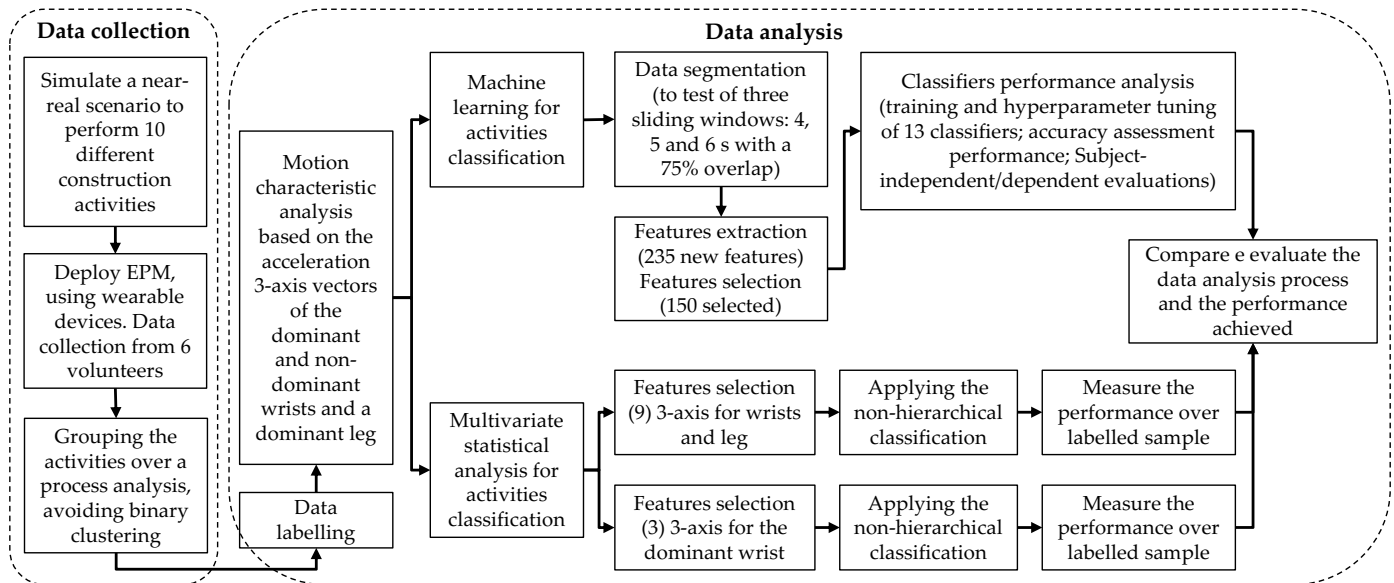 Data collection
Simulate a near-
real scenario to
perform 10
different
construction
activities
Deploy EPM,
using wearable
devices. Data
collection from 6
volunteers
Grouping the
activities over a
process analysis,
avoiding binary
clustering
Data analysis
Data
labelling
Motion
characteristic
analysis
based on the
acceleration
3-axis vectors
of the
dominant
and non-
dominant
wrists and a
dominant leg
Machine
learning for
activities
classification
Data segmentation
(to test of three
sliding windows: 4,
5 and 6 s with a
75% overlap)
Features extraction
(235 new features)
Features selection
(150 selected)
Classifiers performance analysis
(training and hyperparameter tuning
of 13 classifiers; accuracy assessment
performance; Subject-
independent/dependent evaluations)
Multivariate
statistical
analysis for
activities
classification
Features selection
(9) 3-axis for wrists
and leg
Applying the
non-hierarchical
classification
Measure the
performance over
labelled sample
Features selection
(3) 3-axis for the
dominant wrist
Applying the
non-hierarchical
classification
Measure the
performance over
labelled sample
Compare e evaluate the
data analysis process
and the performance
achieved